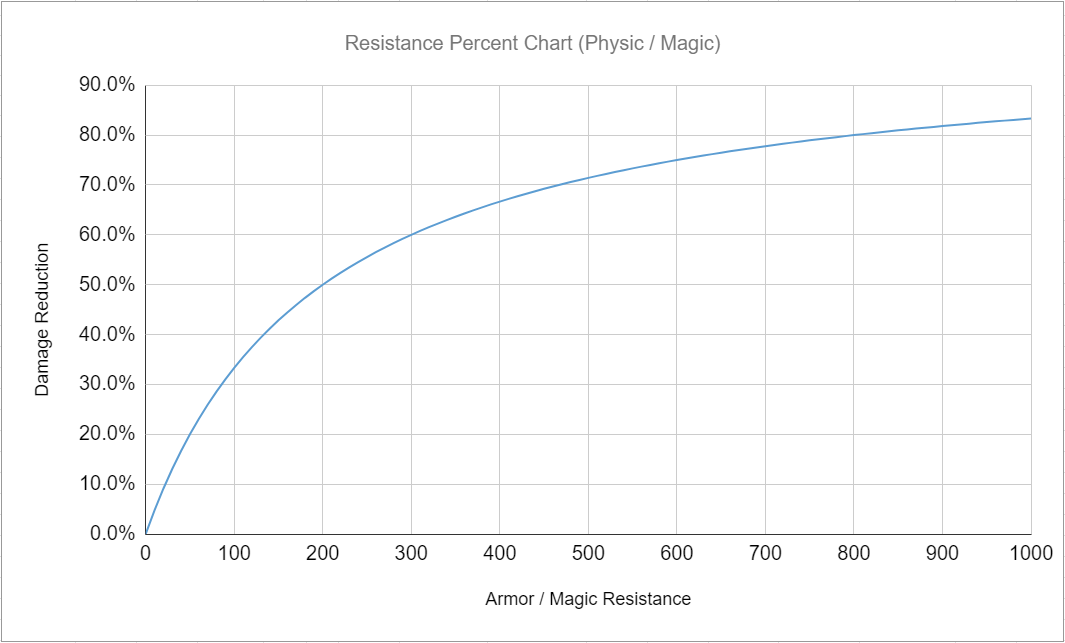 Resistance Percent Chart (Physic / Magic)
90.0%
80.0%
70.0%
60.0%
50.0%
40.0%
30.0%
20.0%
10.0%
0.0%
Damage Reduction
0 100 200 300 400 500 600 700 800 900 1000
Armor / Magic Resistance